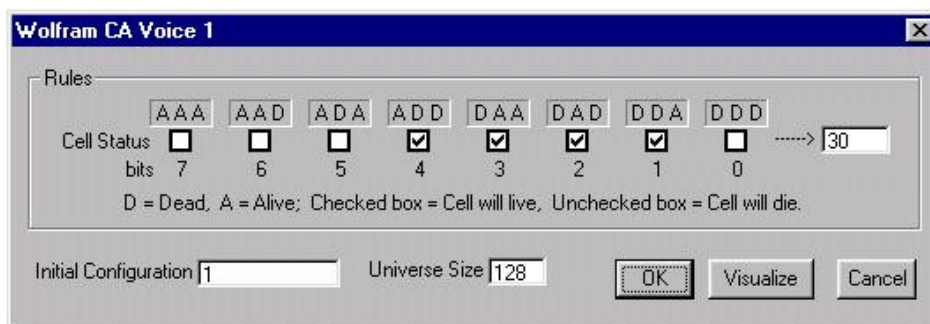 Wolfram CA Voice 1
Rules
AAA AAD ADA ADD DAA DAD DDA DDD
Cell Status -----> 30
bits 7 6 5 4 3 2 1 0
D = Dead, A = Alive; Checked box = Cell will live, Unchecked box = Cell will die.
Initial Configuration 1 Universe Size 128 OK Visualize Cancel